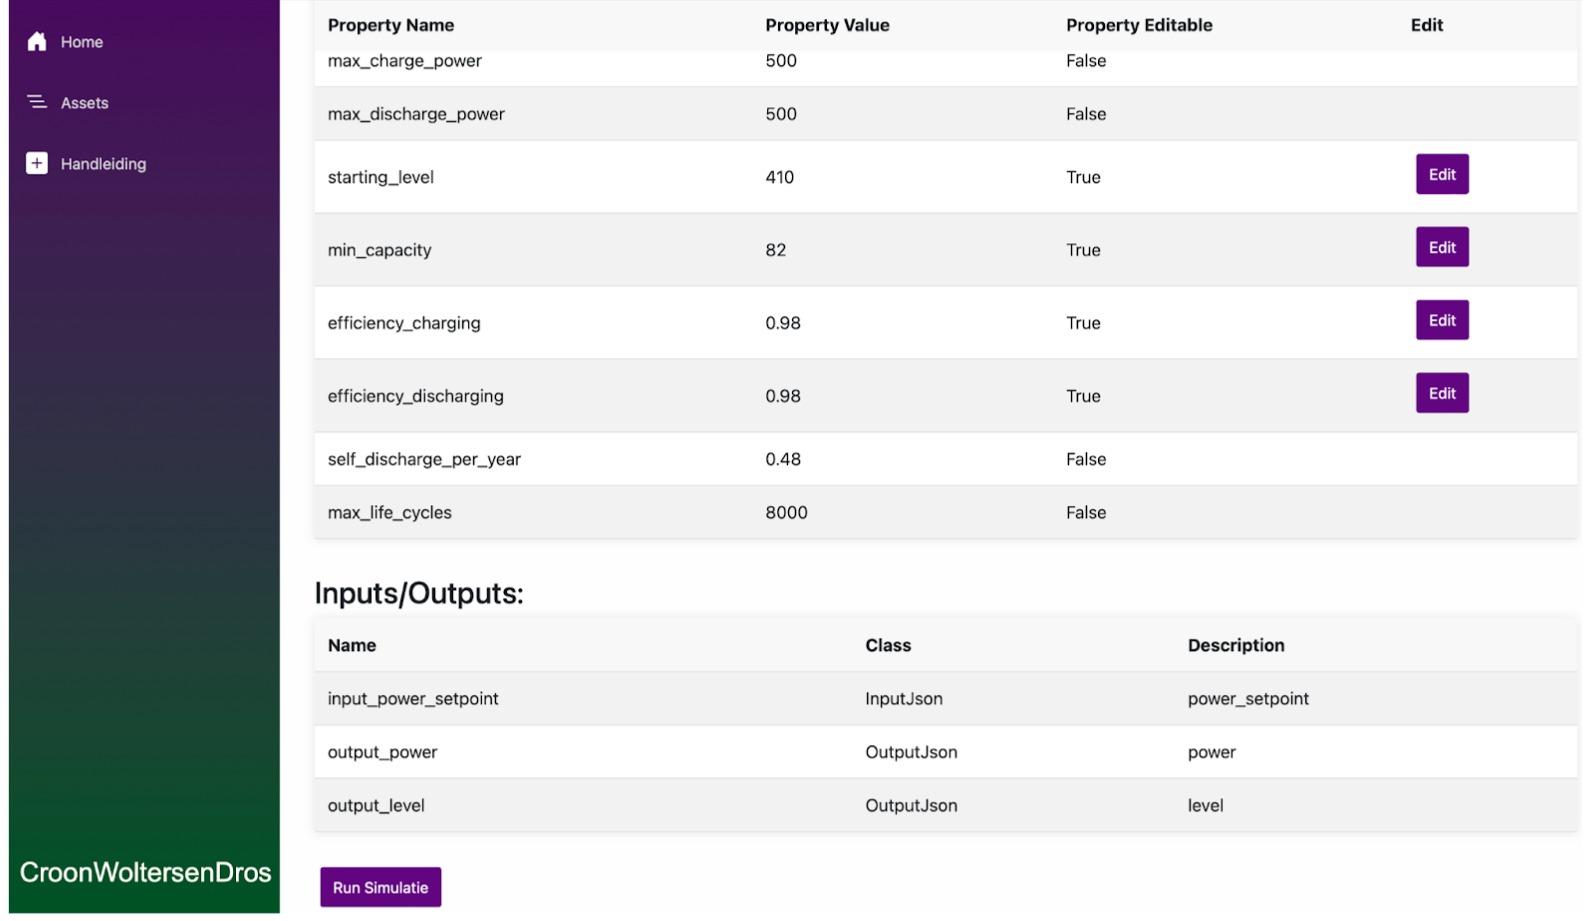 Home
Assets
Handleiding
CroonWoltersenDros
Property Name Property Value Property Editable Edit
max_charge_power 500 False
max_discharge_power 500 False
starting_level 410 True Edit
min_capacity 82 True Edit
efficiency_charging 0.98 True Edit
efficiency_discharging 0.98 True Edit
self_discharge_per_year 0.48 False
max_life_cycles 8000 False
Inputs/Outputs:
Name Class Description
input_power_setpoint InputJson power_setpoint
output_power OutputJson power
output_level OutputJson level
Run Simulatie